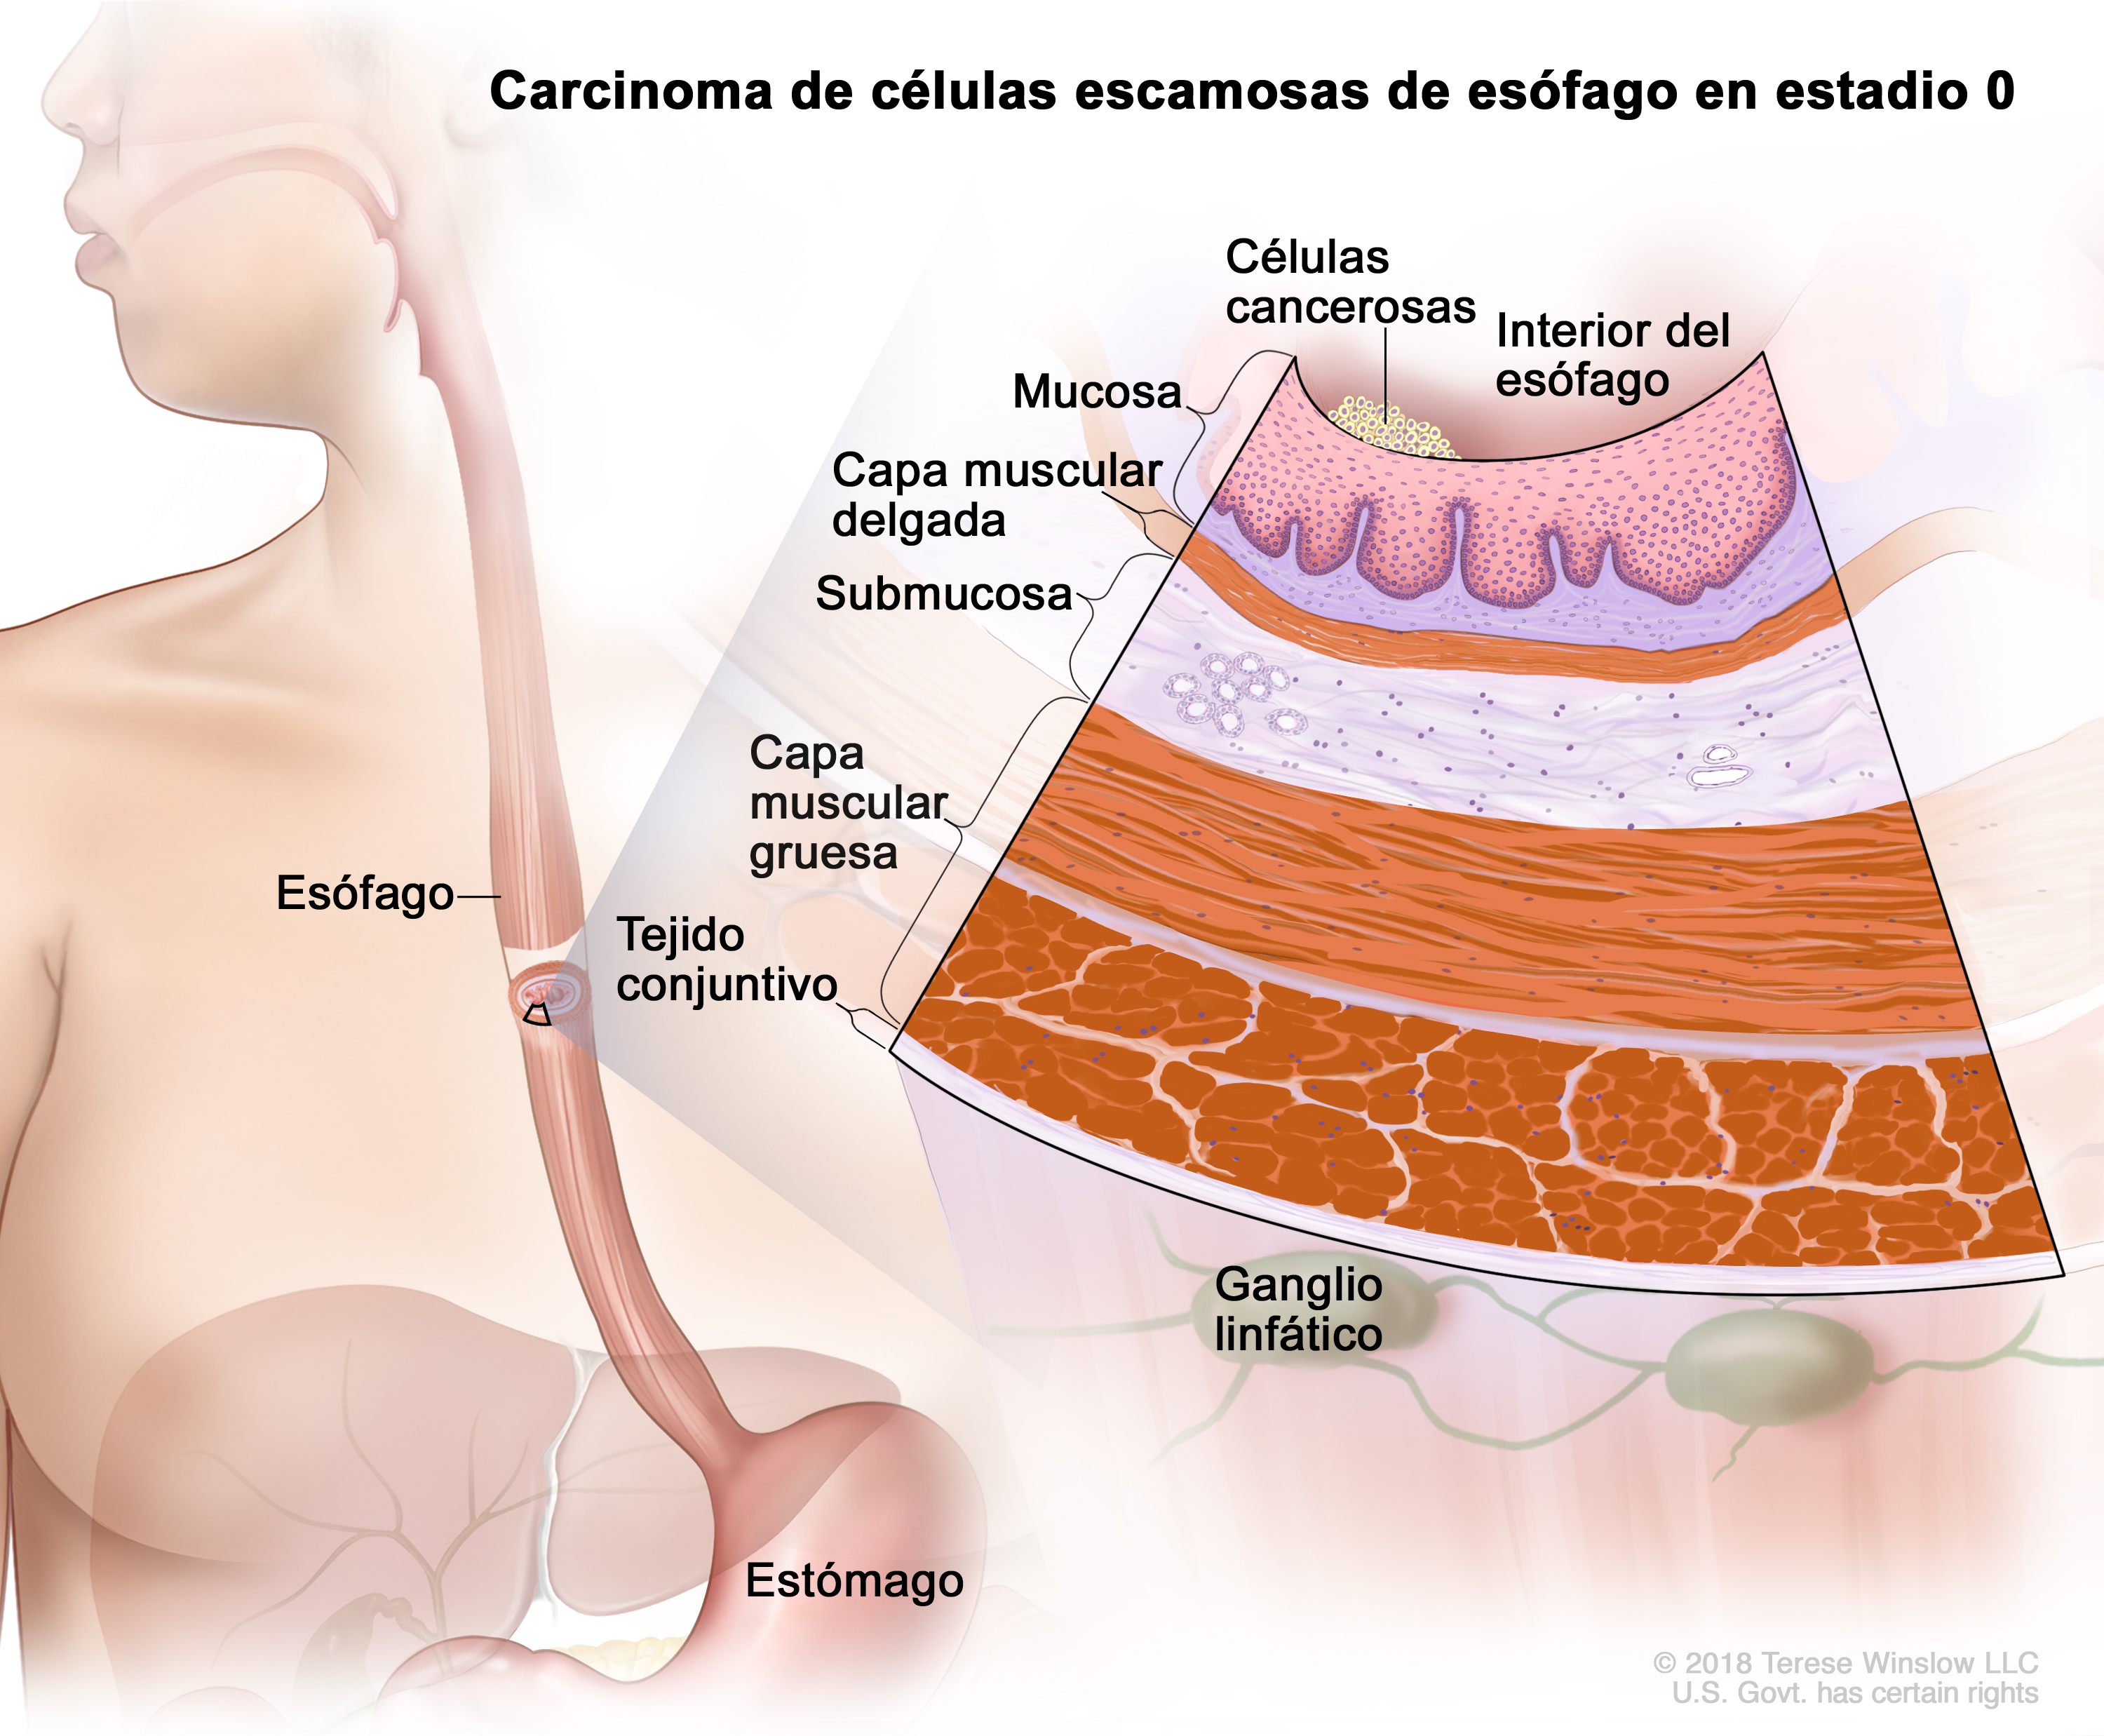 Carcinoma de células escamosas de esófago en estadio 0
Células
cancerosas
Interior del
esófago
Mucosa
Capa muscular
delgada
Submucosa
Capa
muscular
gruesa
Esófago
Tejido
conjuntivo
Ganglio
linfático
Estómago
© 2018 Terese Winslow LLC
U.S. Govt. has certain rights